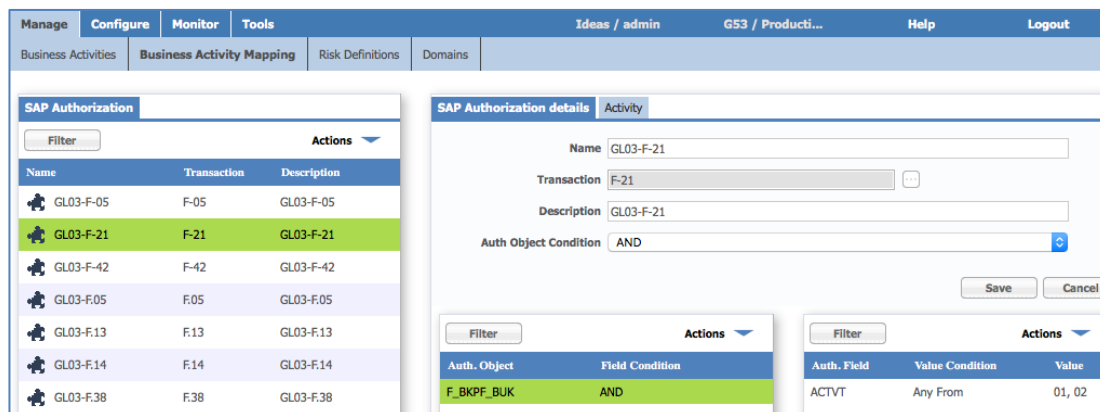 Manage Configure Monitor Tools Ideas / admin G53 / Producti... Help Logout
Business Activities Business Activity Mapping Risk Definitions Domains
SAP Authorization
Filter Actions
Name Transaction Description
GL03-F-05 F-05 GL03-F-05
GL03-F-21 F-21 GL03-F-21
GL03-F-42 F-42 GL03-F-42
GL03-F.05 F.05 GL03-F.05
GL03-F.13 F.13 GL03-F.13
GL03-F.14 F.14 GL03-F.14
GL03-F.38 F.38 GL03-F.38
SAP Authorization details Activity
Name GL03-F-21
Transaction F-21 ...
Description GL03-F-21
Auth Object Condition AND
Save Cancel
Filter Actions
Auth. Object Field Condition
F_BKPF_BUK AND
Filter Actions
Auth. Field Value Condition Value
ACTVT Any From 01, 02